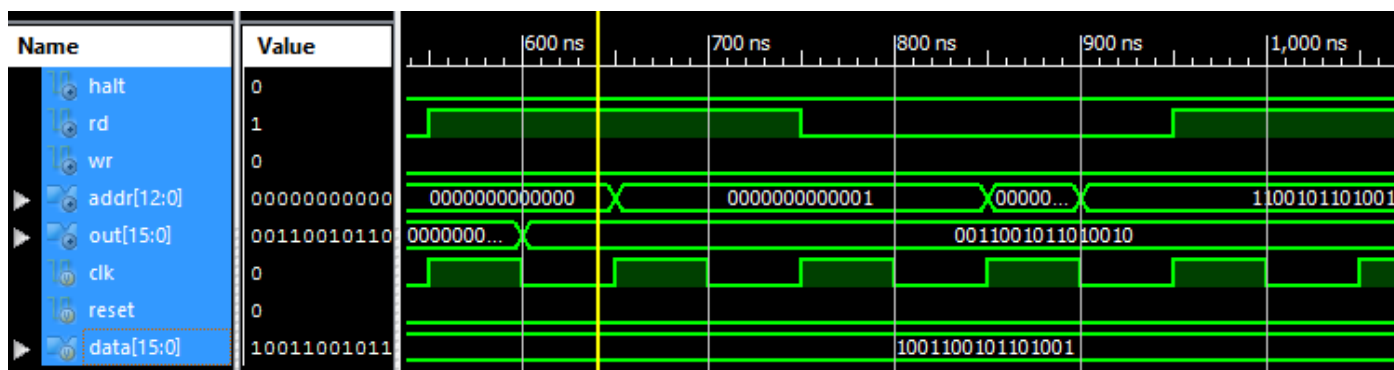 Name Value 600 ns 700 ns 800 ns 900 ns 1,000 ns
halt 0
rd 1
wr 0
addr[12:0] 00000000000 0000000000000 0000000000001 00000... 1100101101001
out[15:0] 00110010110 0000000... 0011001011010010
clk 0
reset 0
data[15:0] 10011001011 1001100101101001